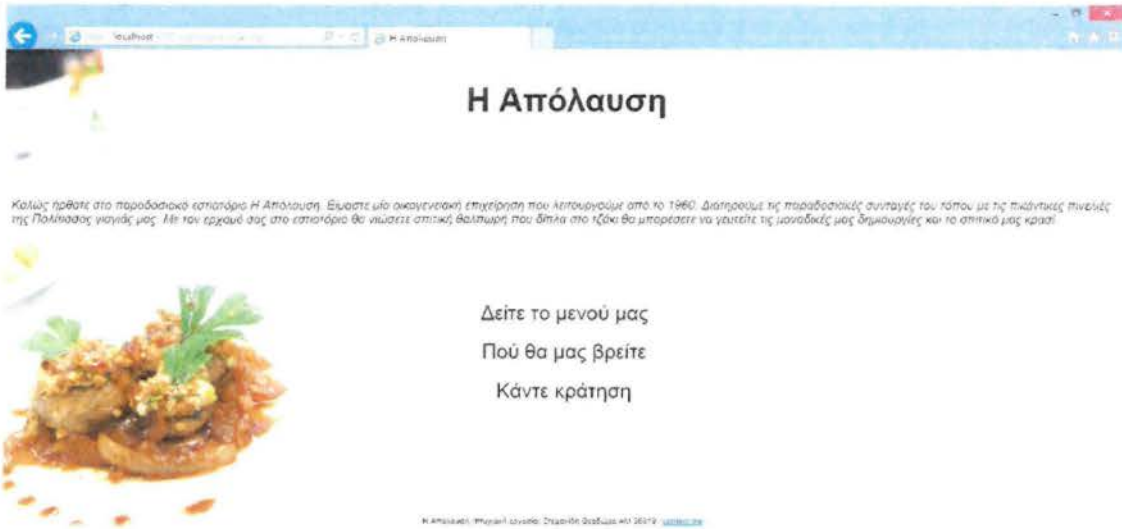 localhost
Η Απόλαυση
Η Απόλαυση
Καλώς ήρθατε στο παραδοσιακό εστιατόριο Η Απόλαυση. Είμαστε μία οικογενειακή επιχείρηση που λειτουργούμε από το 1960. Διατηρούμε τις παραδοσιακές συνταγές του τόπου με τις πικάντικες πινελιές
της Πολίτισσας γιαγιάς μας. Με τον ερχομό σας στο εστιατόριο θα νιώσετε σπιτική θαλπωρή που δίπλα στο τζάκι θα μπορέσετε να γευτείτε τις μοναδικές μας δημιουργίες και το σπιτικό μας κρασί
Δείτε το μενού μας
Πού θα μας βρείτε
Κάντε κράτηση
Η Απόλαυση